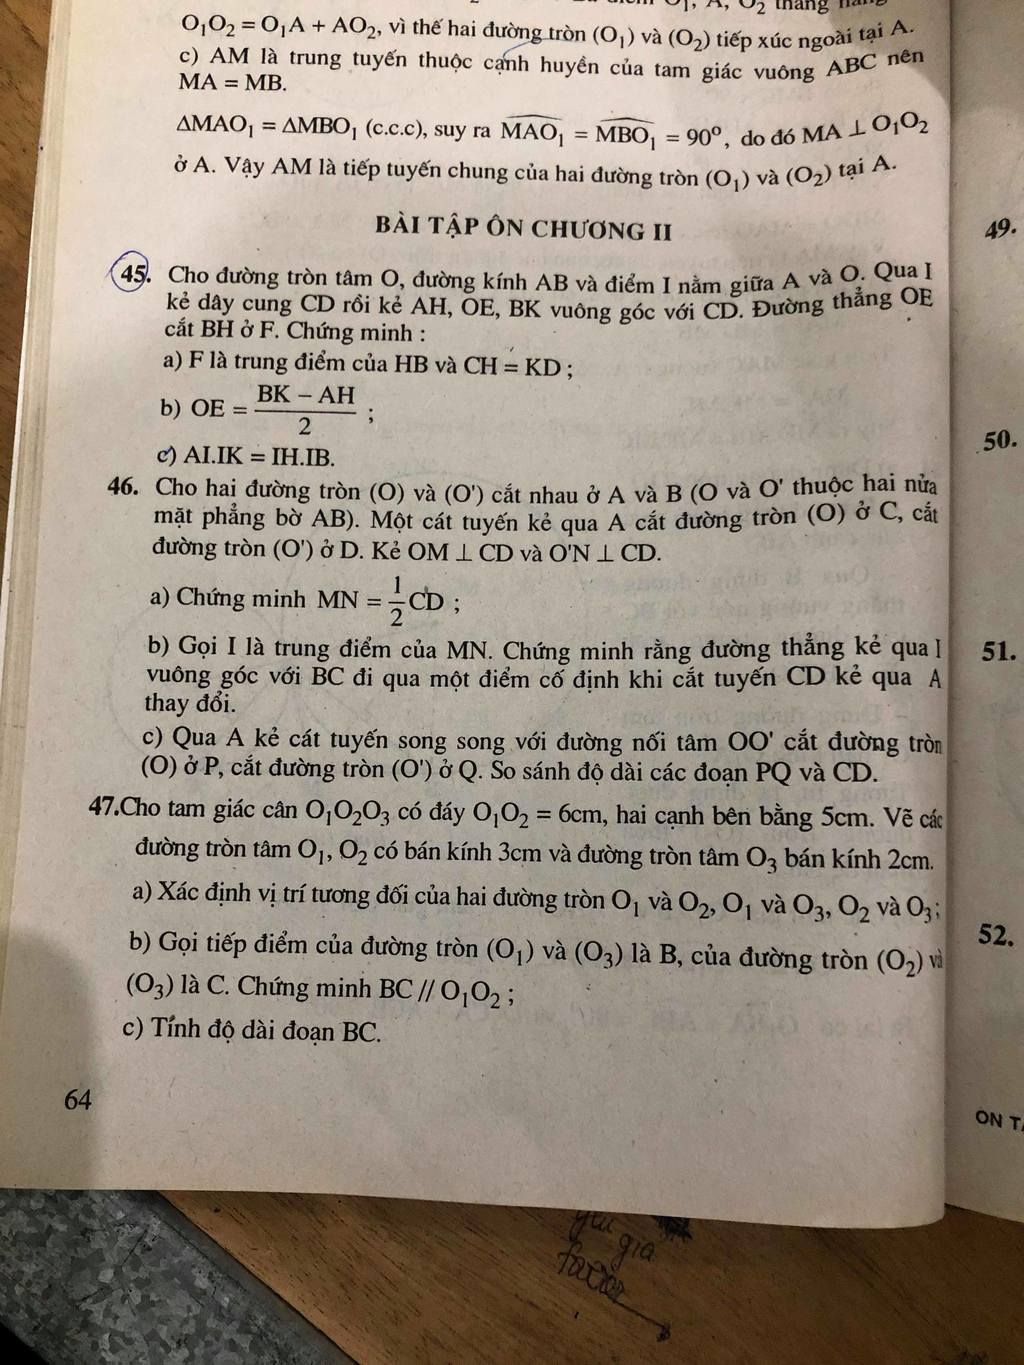 O₁, A, O₂ thẳng hàng
O₁O₂ = O₁A + AO₂, vì thế hai đường tròn (O₁) và (O₂) tiếp xúc ngoài tại A.
c) AM là trung tuyến thuộc cạnh huyền của tam giác vuông ABC nên
MA = MB.
ΔMAO₁ = ΔMBO₁ (c.c.c), suy ra MAO₁ = MBO₁ = 90°, do đó MA ⊥ O₁O₂
ở A. Vậy AM là tiếp tuyến chung của hai đường tròn (O₁) và (O₂) tại A.
BÀI TẬP ÔN CHƯƠNG II
45. Cho đường tròn tâm O, đường kính AB và điểm I nằm giữa A và O. Qua I
kẻ dây cung CD rồi kẻ AH, OE, BK vuông góc với CD. Đường thẳng OE
cắt BH ở F. Chứng minh :
a) F là trung điểm của HB và CH = KD ;
b) OE = (BK – AH)/2 ;
c) AI.IK = IH.IB.
46. Cho hai đường tròn (O) và (O') cắt nhau ở A và B (O và O' thuộc hai nửa
mặt phẳng bờ AB). Một cát tuyến kẻ qua A cắt đường tròn (O) ở C, cắt
đường tròn (O') ở D. Kẻ OM ⊥ CD và O'N ⊥ CD.
a) Chứng minh MN = 1/2 CD ;
b) Gọi I là trung điểm của MN. Chứng minh rằng đường thẳng kẻ qua I
vuông góc với BC đi qua một điểm cố định khi cắt tuyến CD kẻ qua A
thay đổi.
c) Qua A kẻ cát tuyến song song với đường nối tâm OO' cắt đường tròn
(O) ở P, cắt đường tròn (O') ở Q. So sánh độ dài các đoạn PQ và CD.
47.Cho tam giác cân O₁O₂O₃ có đáy O₁O₂ = 6cm, hai cạnh bên bằng 5cm. Vẽ các
đường tròn tâm O₁, O₂ có bán kính 3cm và đường tròn tâm O₃ bán kính 2cm.
a) Xác định vị trí tương đối của hai đường tròn O₁ và O₂, O₁ và O₃, O₂ và O₃;
b) Gọi tiếp điểm của đường tròn (O₁) và (O₃) là B, của đường tròn (O₂) và
(O₃) là C. Chứng minh BC // O₁O₂ ;
c) Tính độ dài đoạn BC.
64
49.
50.
51.
52.
ON T
gia